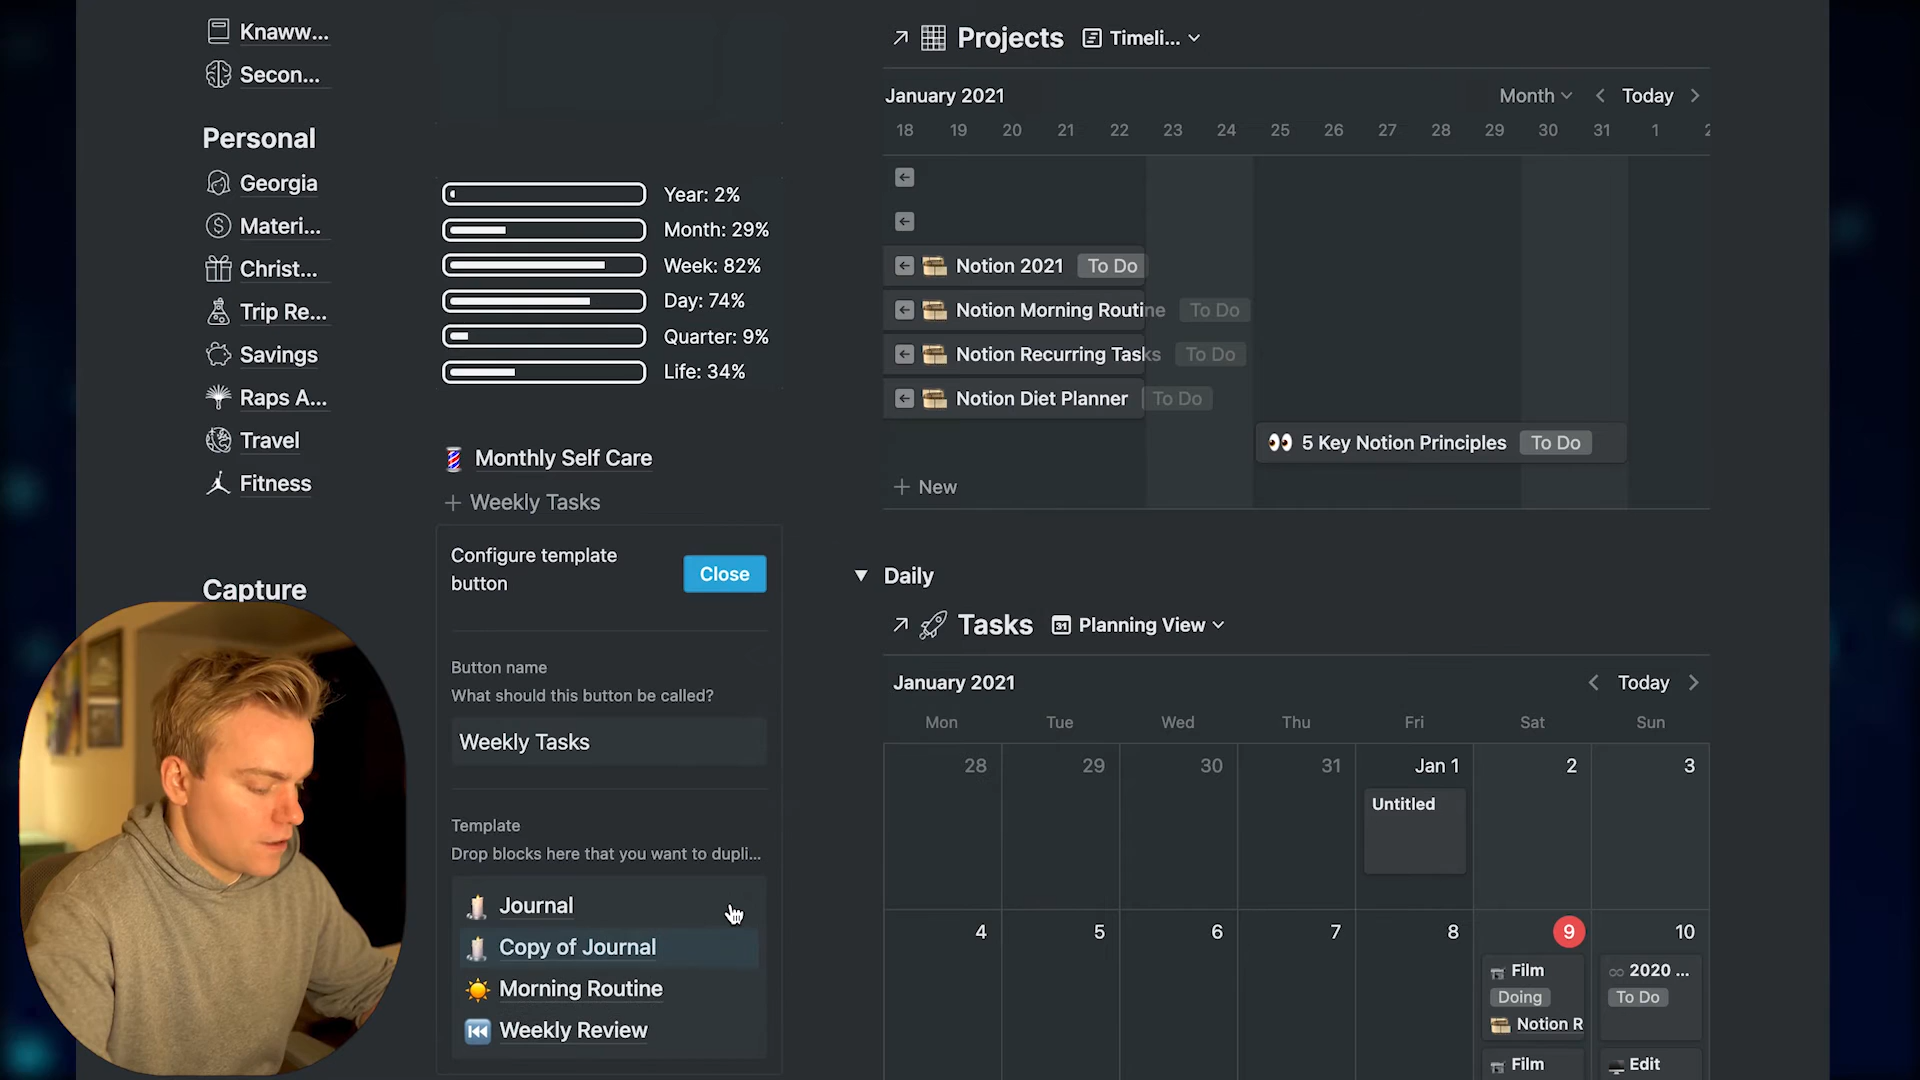 Knaww...
Secon...
Personal
Georgia
Materi...
Christ...
Trip Re...
Savings
Raps A...
Travel
Fitness
Capture
Year: 2%
Month: 29%
Week: 82%
Day: 74%
Quarter: 9%
Life: 34%
Monthly Self Care
+ Weekly Tasks
Configure template
button
Close
Button name
What should this button be called?
Weekly Tasks
Template
Drop blocks here that you want to dupli...
Journal
Copy of Journal
Morning Routine
Weekly Review
Projects Timeli...
January 2021 Month Today
18 19 20 21 22 23 24 25 26 27 28 29 30 31 1 2
Notion 2021 To Do
Notion Morning Routine To Do
Notion Recurring Tasks To Do
Notion Diet Planner To Do
5 Key Notion Principles To Do
+ New
Daily
Tasks 31 Planning View
January 2021 Today
Mon Tue Wed Thu Fri Sat Sun
28 29 30 31 Jan 1 2 3
Untitled
4 5 6 7 8 9 10
Film 2020 ...
Doing To Do
Notion R
Film Edit